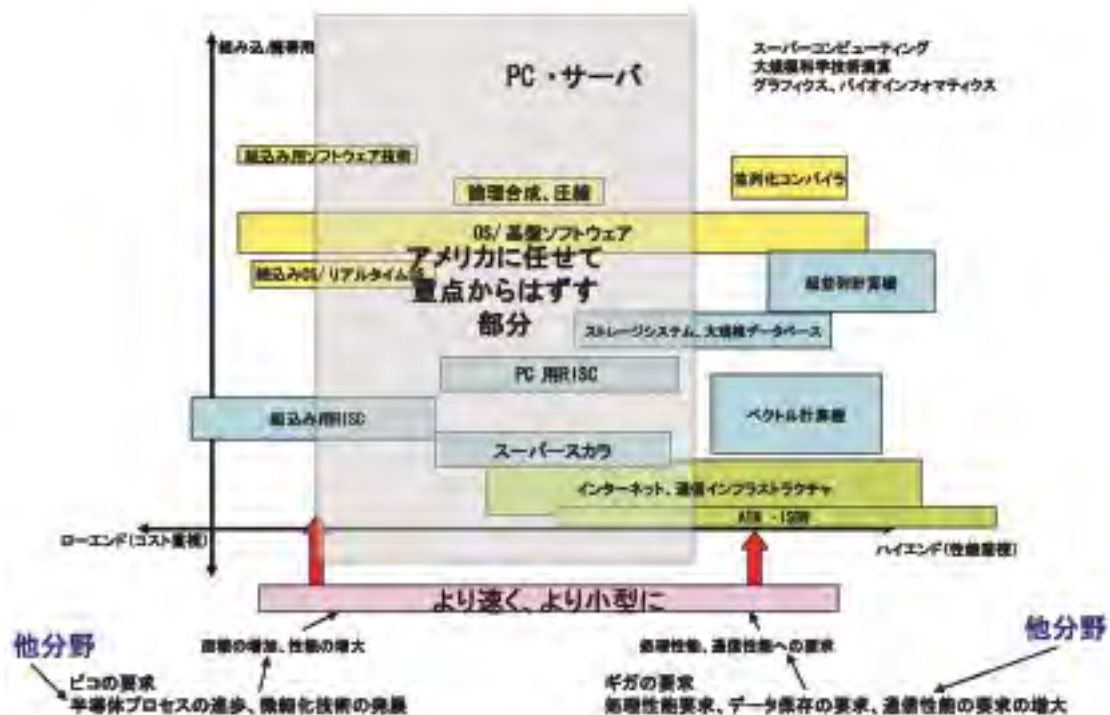 組み込/携帯用
PC・サーバ
スーパーコンピューティング
大規模科学技術演算
グラフィクス、バイオインフォマティクス
組込み用ソフトウェア技術
論理合成、圧縮
並列化コンパイラ
OS/基盤ソフトウェア
アメリカに任せて
重点からはずす
部分
組込みOS/リアルタイムOS
超並列計算機
ストレージシステム、大規模データベース
PC 用RISC
ベクトル計算機
組込み用RISC
スーパースカラ
インターネット、通信インフラストラクチャ
ローエンド(コスト重視)
ハイエンド(性能重視)
より速く、より小型に
他分野
面積の増加、性能の増大
処理性能、通信性能への要求
他分野
ピコの要求
半導体プロセスの進歩、微細化技術の発展
ギガの要求
処理性能要求、データ保存の要求、通信性能の要求の増大